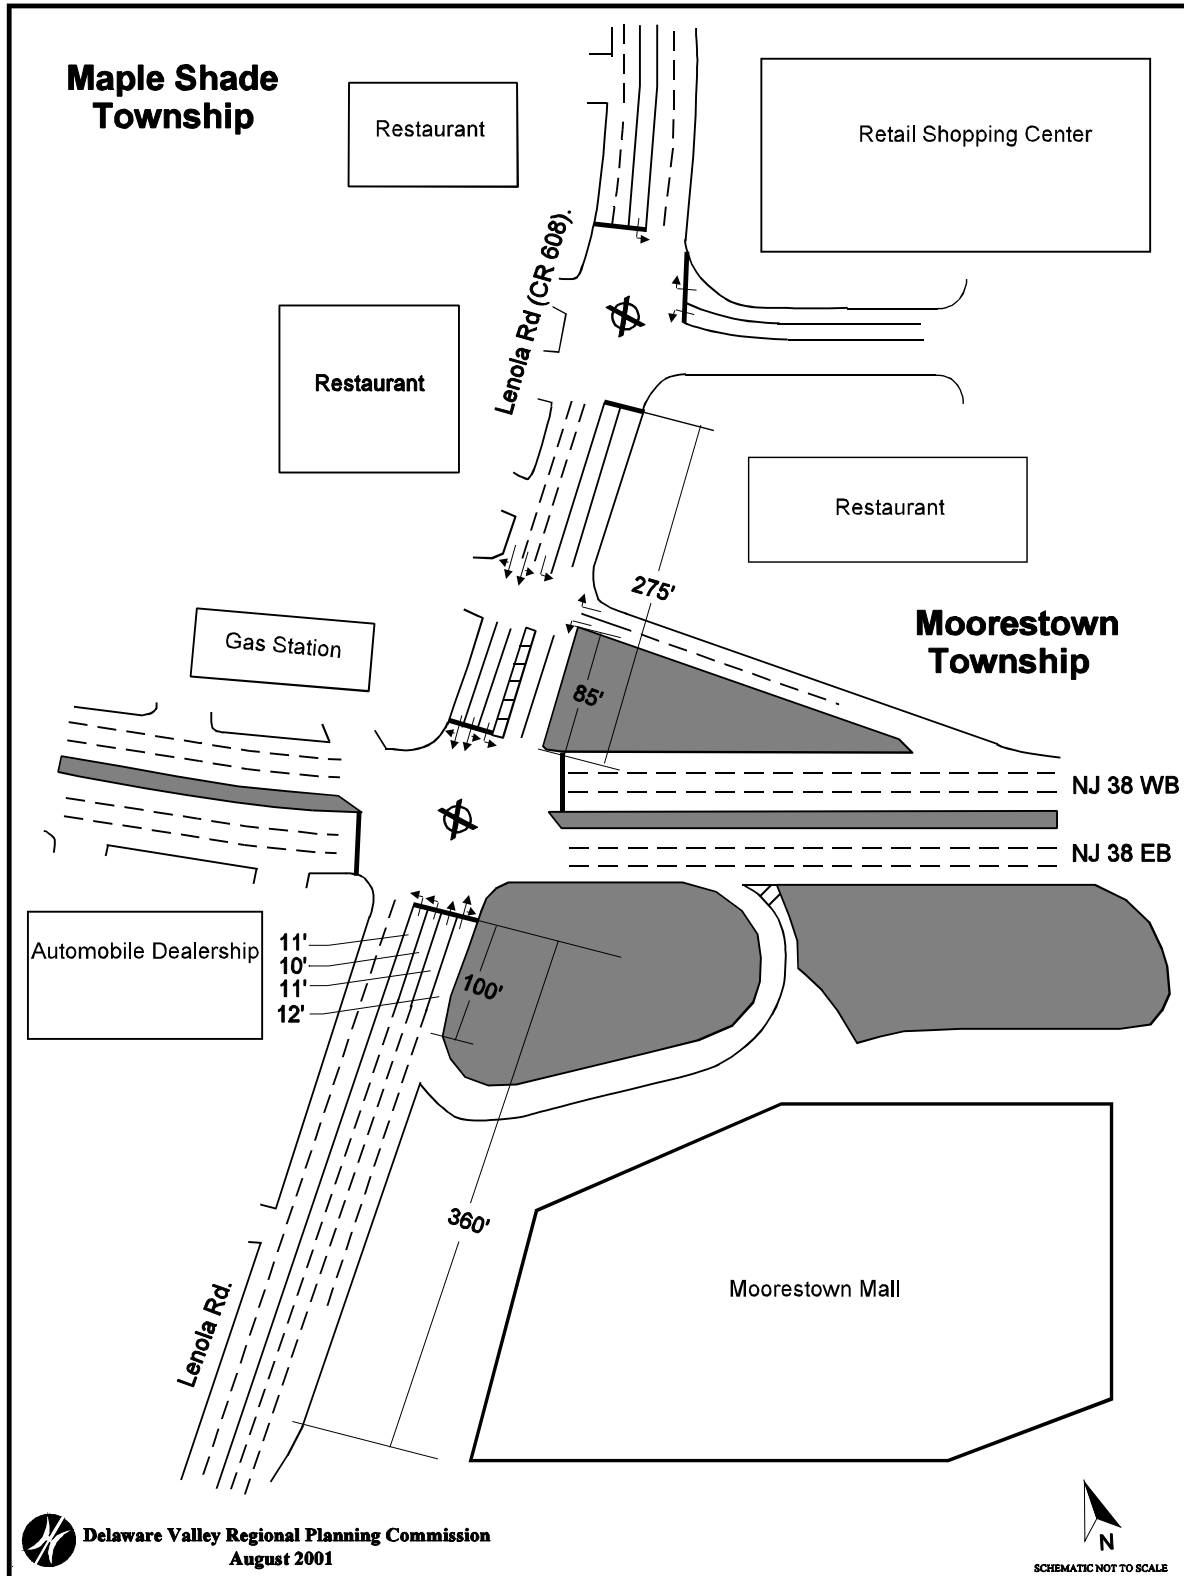 Maple Shade
Township
Restaurant
Retail Shopping Center
Lenola Rd (CR 608).
Restaurant
Restaurant
275'
Gas Station
Moorestown
Township
85'
NJ 38 WB
NJ 38 EB
Automobile Dealership
11'
10'
11'
12'
100'
360'
Moorestown Mall
Lenola Rd.
Delaware Valley Regional Planning Commission
August 2001
N
SCHEMATIC NOT TO SCALE